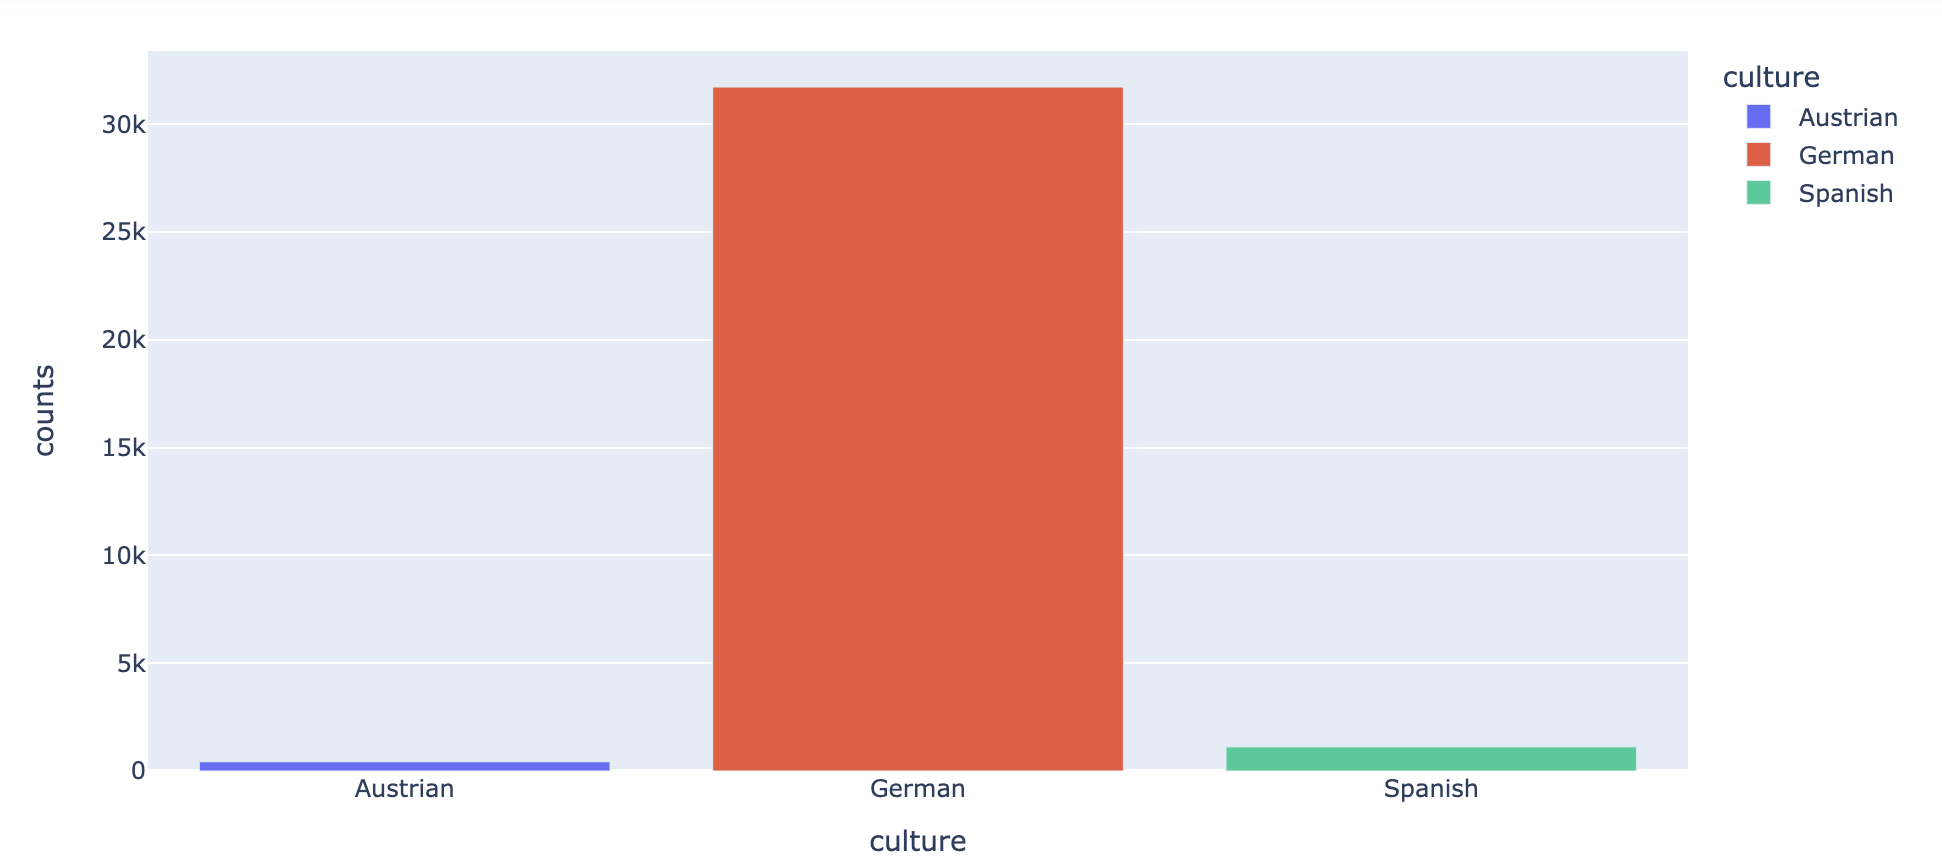 culture
Austrian
German
Spanish
30k
25k
20k
15k
10k
5k
0
counts
Austrian
German
Spanish
culture